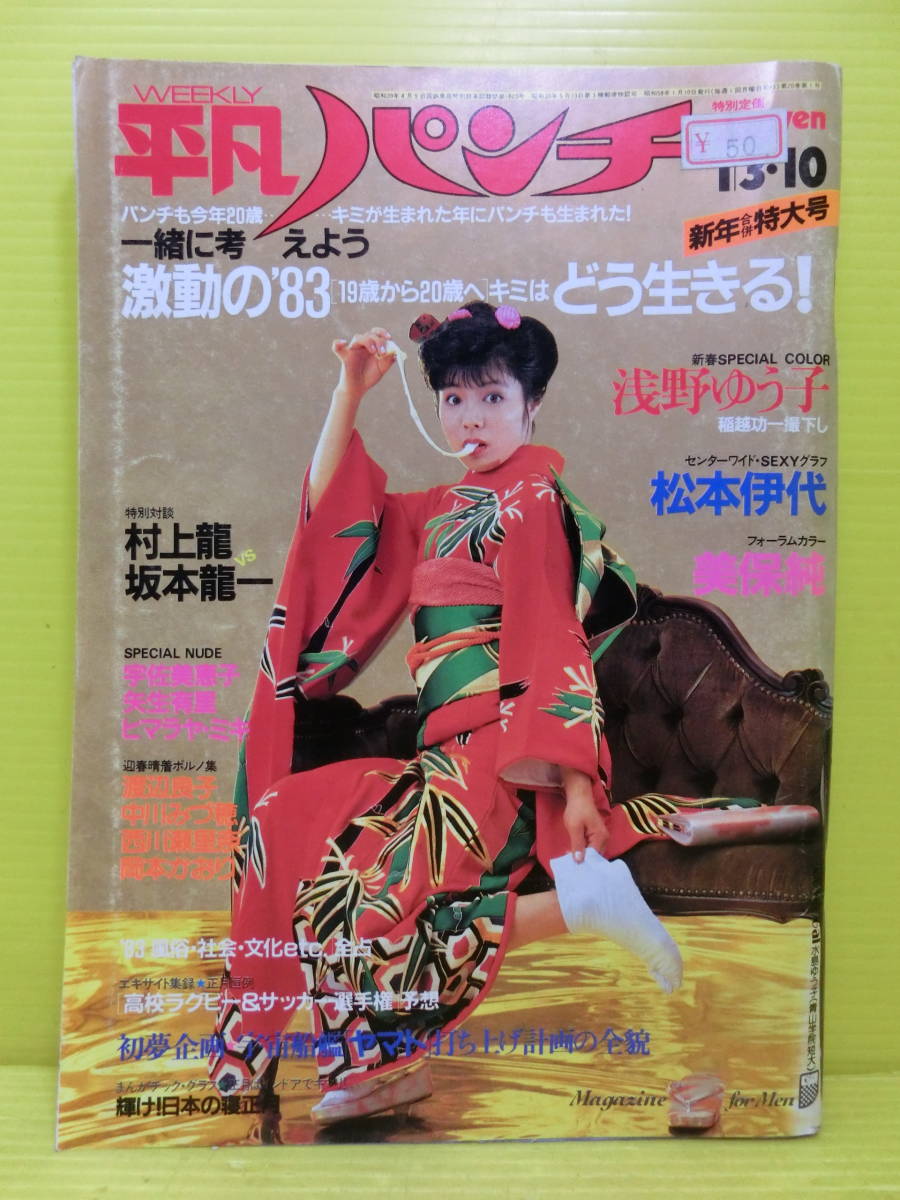 WEEKLY
平凡パンチ
特別定価
¥ 50
1|3・10
新年合併特大号
パンチも今年20歳………キミが生まれた年にパンチも生まれた!
一緒に考えよう
激動の'83[19歳から20歳へ]キミはどう生きる!
新春SPECIAL COLOR
浅野ゆう子
稲越功一撮下し
センターワイド・SEXYグラフ
松本伊代
フォーラムカラー
美保純
特別対談
村上龍
vs
坂本龍一
SPECIAL NUDE
宇佐美恵子
矢生有里
ヒマラヤ・ミキ
迎春晴着ポルノ集
渡辺良子
中川みづ穂
西川瀬里奈
岡本かおり
'83 風俗・社会・文化etc.全占
エキサイト集録★正月恒例
「高校ラグビー&サッカー選手権」予想
初夢企画 宇宙船艦「ヤマト」打ち上げ計画の全貌
輝け!日本の寝正月
Magazine for Men